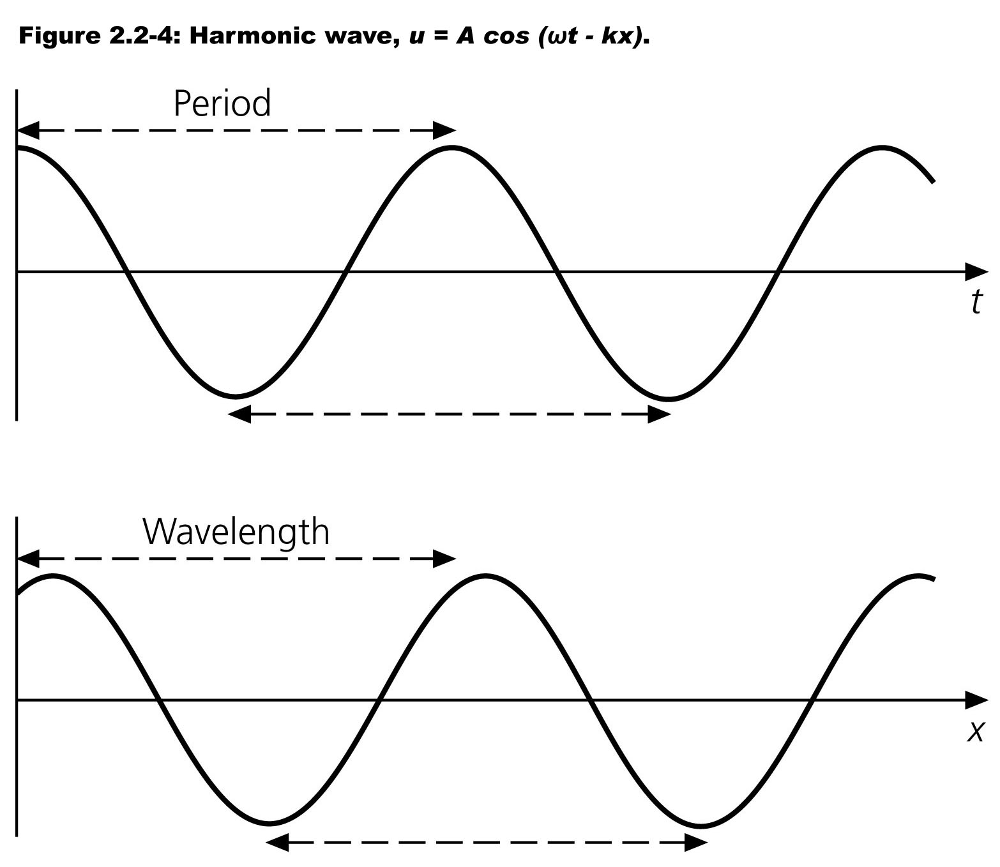 Figure 2.2-4: Harmonic wave, u = A cos (ωt - kx).
Period
t
Wavelength
x